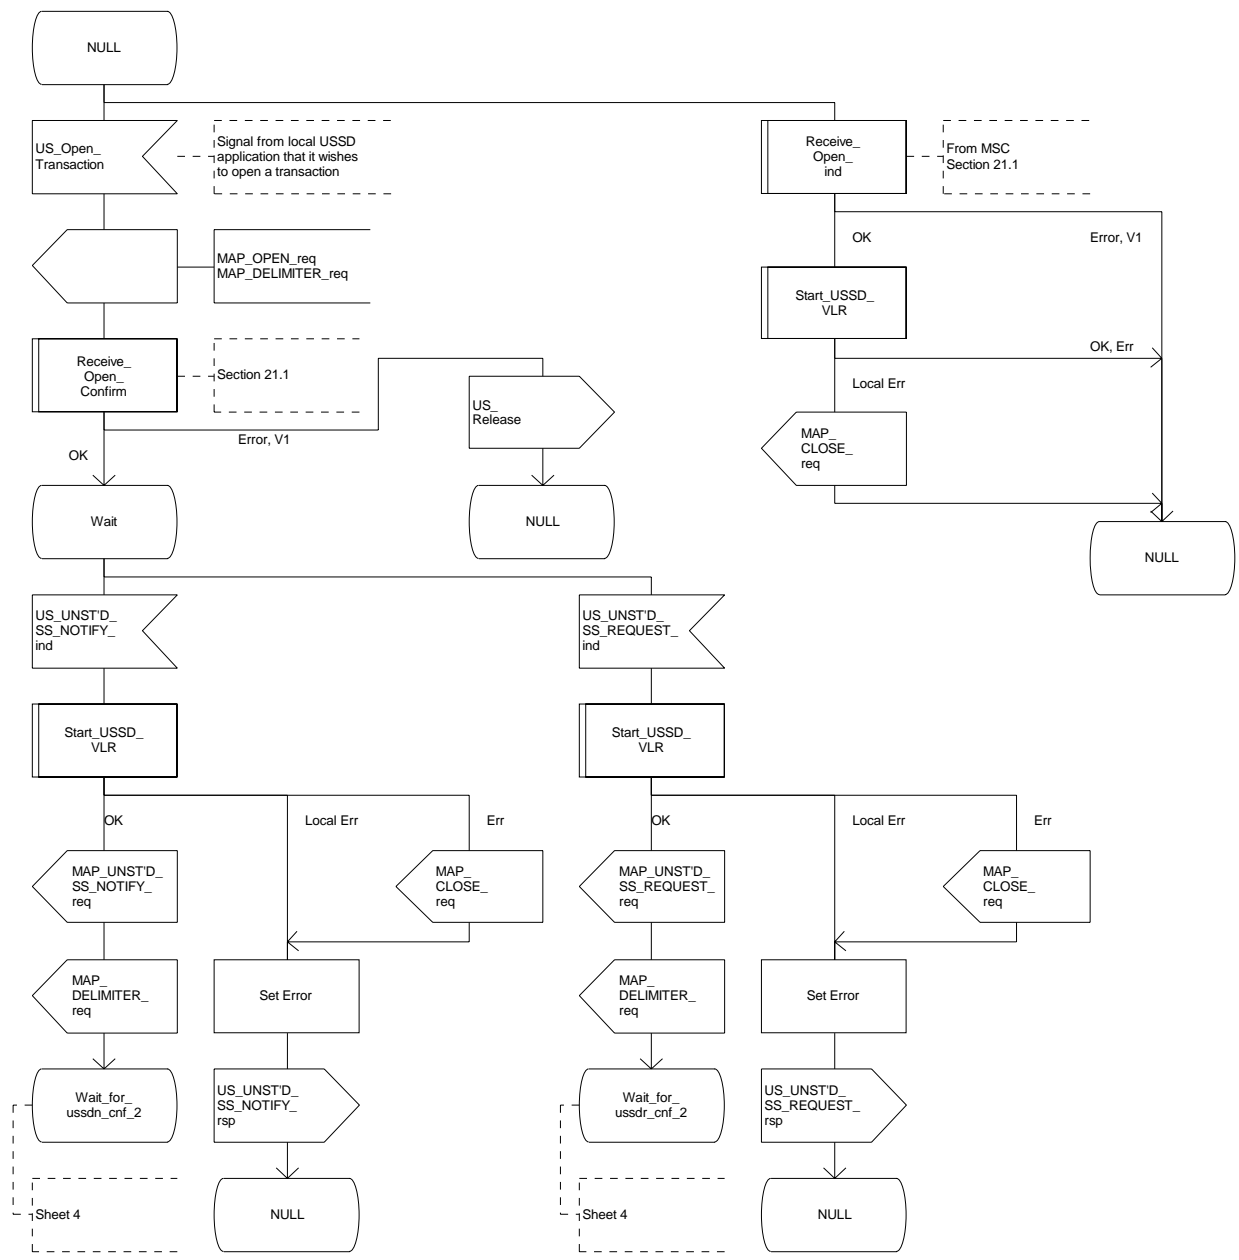 NULL
US_Open_
Transaction
Signal from local USSD
application that it wishes
to open a transaction
Receive_
Open_
ind
From MSC
Section 21.1
MAP_OPEN_req
MAP_DELIMITER_req
OK
Error, V1
Start_USSD_
VLR
Receive_
Open_
Confirm
Section 21.1
OK, Err
Local Err
US_
Release
Error, V1
OK
MAP_
CLOSE_
req
Wait
NULL
NULL
US_UNST'D_
SS_NOTIFY_
ind
US_UNST'D_
SS_REQUEST_
ind
Start_USSD_
VLR
Start_USSD_
VLR
OK
Local Err
Err
OK
Local Err
Err
MAP_UNST'D_
SS_NOTIFY_
req
MAP_
CLOSE_
req
MAP_UNST'D_
SS_REQUEST_
req
MAP_
CLOSE_
req
MAP_
DELIMITER_
req
Set Error
MAP_
DELIMITER_
req
Set Error
Wait_for_
ussdn_cnf_2
US_UNST'D_
SS_NOTIFY_
rsp
Wait_for_
ussdr_cnf_2
US_UNST'D_
SS_REQUEST_
rsp
Sheet 4
NULL
Sheet 4
NULL